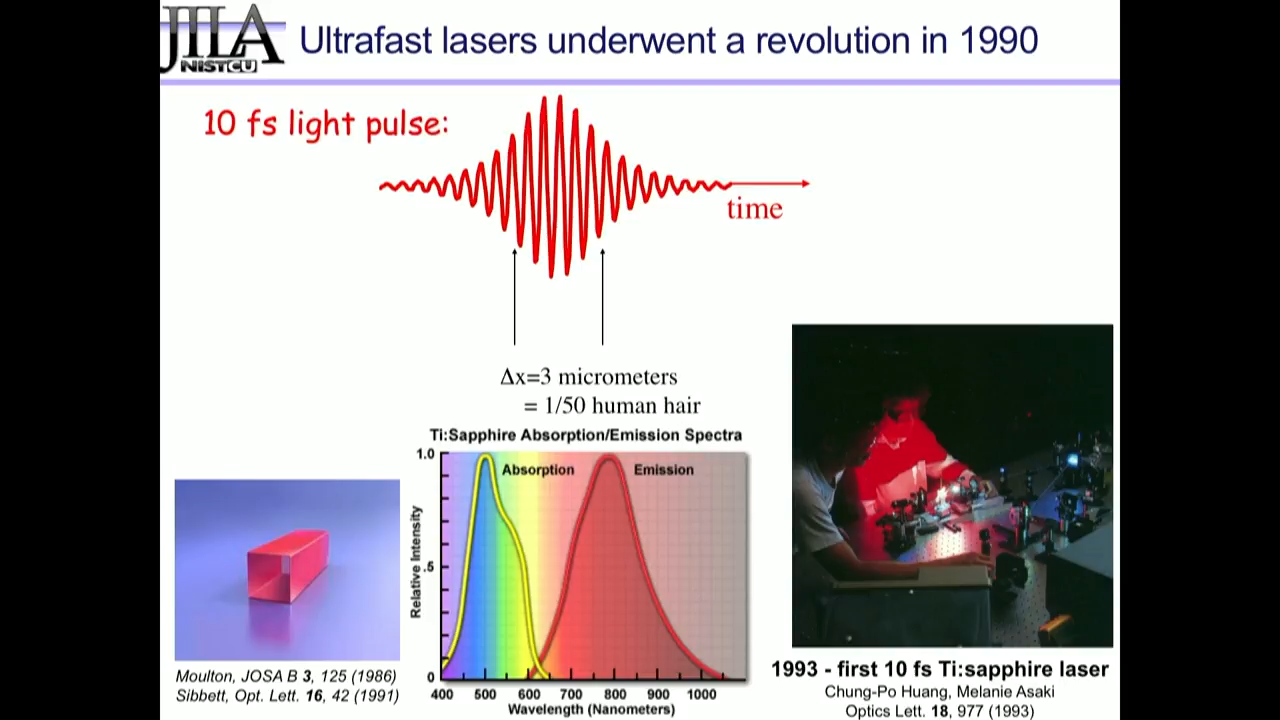 JILA
NIST CU
Ultrafast lasers underwent a revolution in 1990
10 fs light pulse:
time
Δx=3 micrometers
= 1/50 human hair
Ti:Sapphire Absorption/Emission Spectra
1.0
Absorption
Emission
Relative Intensity
.5
0
400 500 600 700 800 900 1000
Wavelength (Nanometers)
Moulton, JOSA B 3, 125 (1986)
Sibbett, Opt. Lett. 16, 42 (1991)
1993 - first 10 fs Ti:sapphire laser
Chung-Po Huang, Melanie Asaki
Optics Lett. 18, 977 (1993)